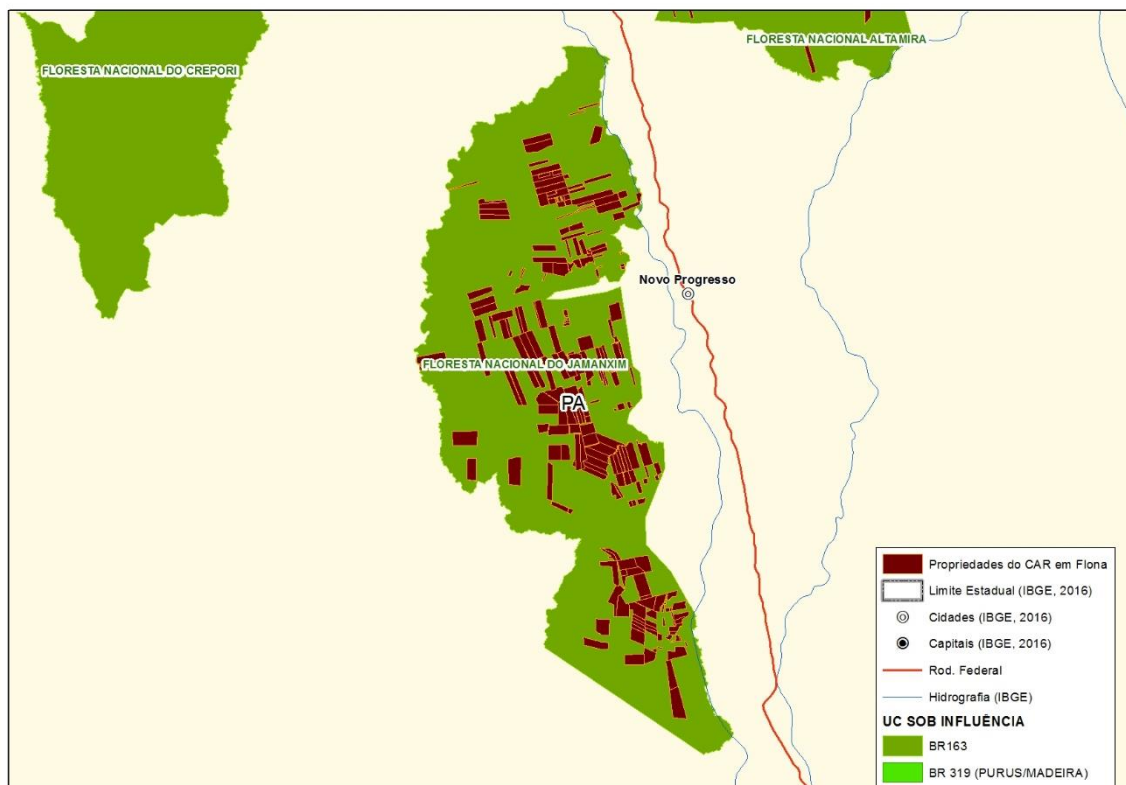 FLORESTA NACIONAL ALTAMIRA
FLORESTA NACIONAL DO CREPORI
Novo Progresso
FLORESTA NACIONAL DO JAMANXIM
PA
Propriedades do CAR em Flona
Limite Estadual (IBGE, 2016)
Cidades (IBGE, 2016)
Capitais (IBGE, 2016)
Rod. Federal
Hidrografia (IBGE)
UC SOB INFLUÊNCIA
BR163
BR 319 (PURUS/MADEIRA)